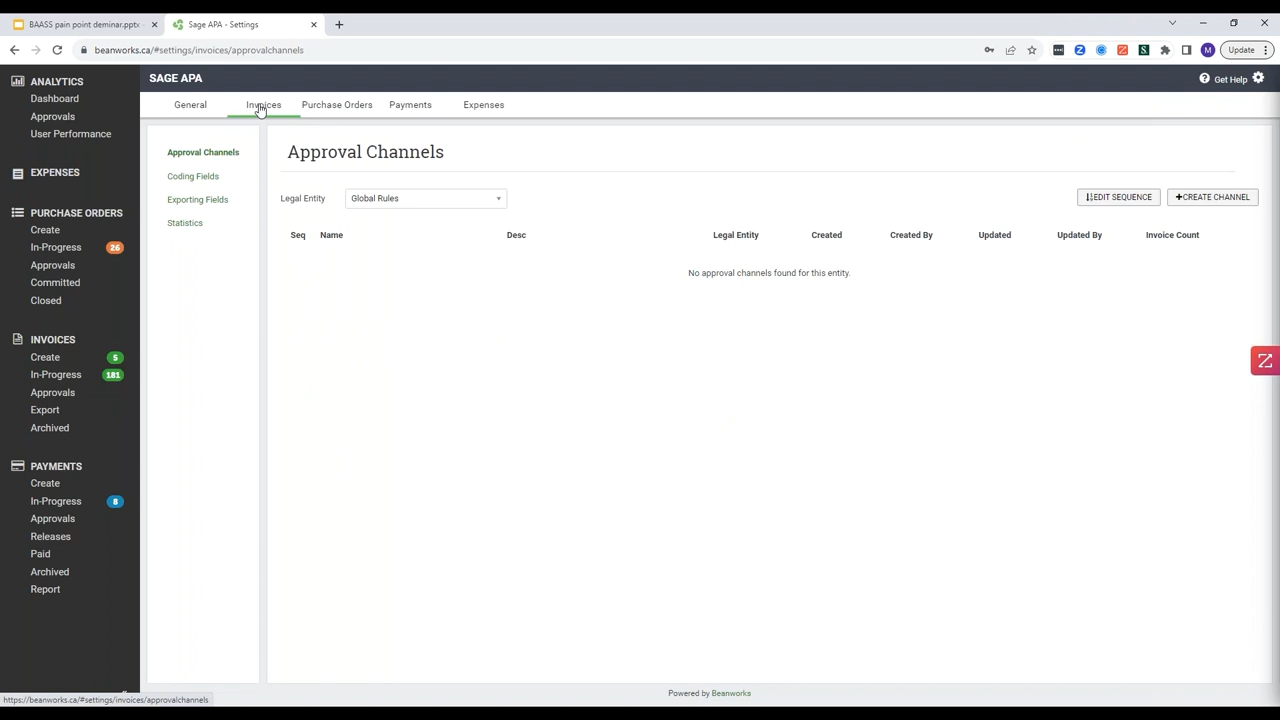 BAASS pain point deminar.pptx
Sage APA - Settings
beanworks.ca/#settings/invoices/approvalchannels
M
Update
SAGE APA
Get Help
ANALYTICS
Dashboard
Approvals
User Performance
EXPENSES
PURCHASE ORDERS
Create
In-Progress 26
Approvals
Committed
Closed
INVOICES
Create 5
In-Progress 181
Approvals
Export
Archived
PAYMENTS
Create
In-Progress 8
Approvals
Releases
Paid
Archived
Report
General Invoices Purchase Orders Payments Expenses
Approval Channels
Coding Fields
Exporting Fields
Statistics
Approval Channels
Legal Entity Global Rules EDIT SEQUENCE +CREATE CHANNEL
Seq Name Desc Legal Entity Created Created By Updated Updated By Invoice Count
No approval channels found for this entity.
Powered by Beanworks
https://beanworks.ca/#settings/invoices/approvalchannels